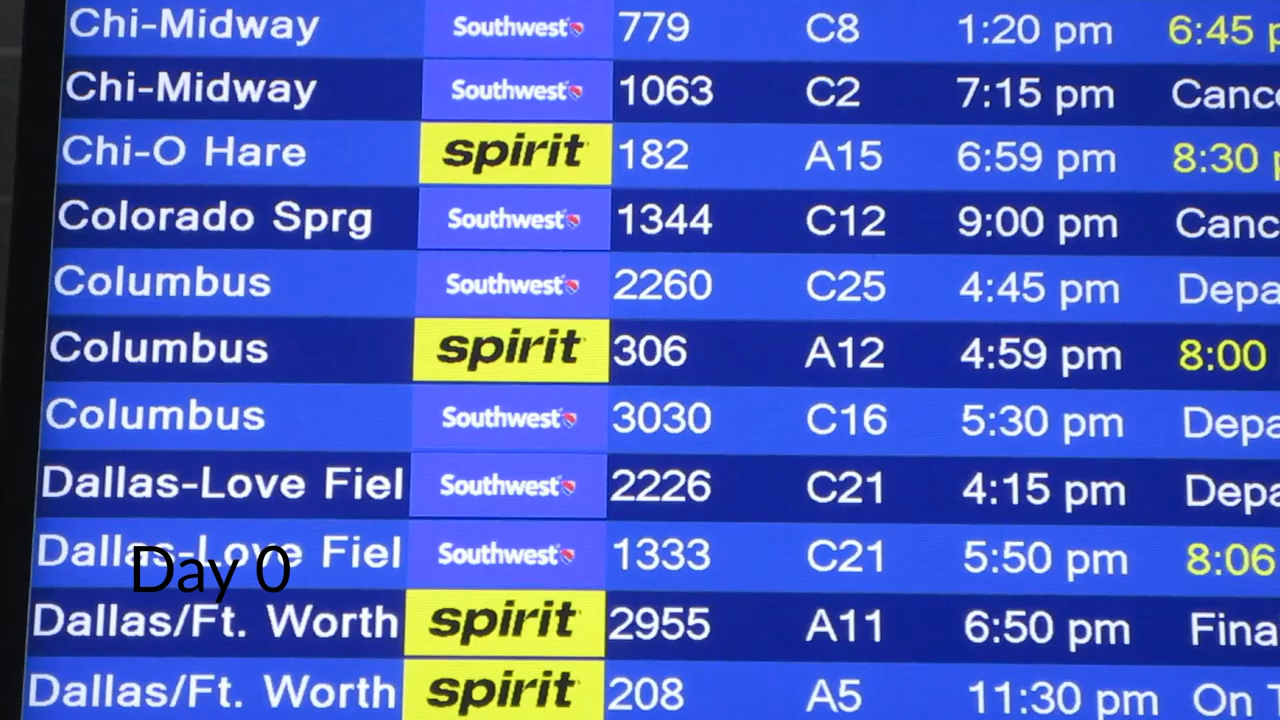 Chi-Midway Southwest 779 C8 1:20 pm 6:45
Chi-Midway Southwest 1063 C2 7:15 pm
Chi-O Hare spirit 182 A15 6:59 pm 8:30
Colorado Sprg Southwest 1344 C12 9:00 pm
Columbus Southwest 2260 C25 4:45 pm
Columbus spirit 306 A12 4:59 pm 8:00
Columbus Southwest 3030 C16 5:30 pm
Dallas-Love Fiel Southwest 2226 C21 4:15 pm
Dallas-Love Fiel Southwest 1333 C21 5:50 pm 8:06
Day 0
Dallas/Ft. Worth spirit 2955 A11 6:50 pm
Dallas/Ft. Worth spirit 208 A5 11:30 pm On